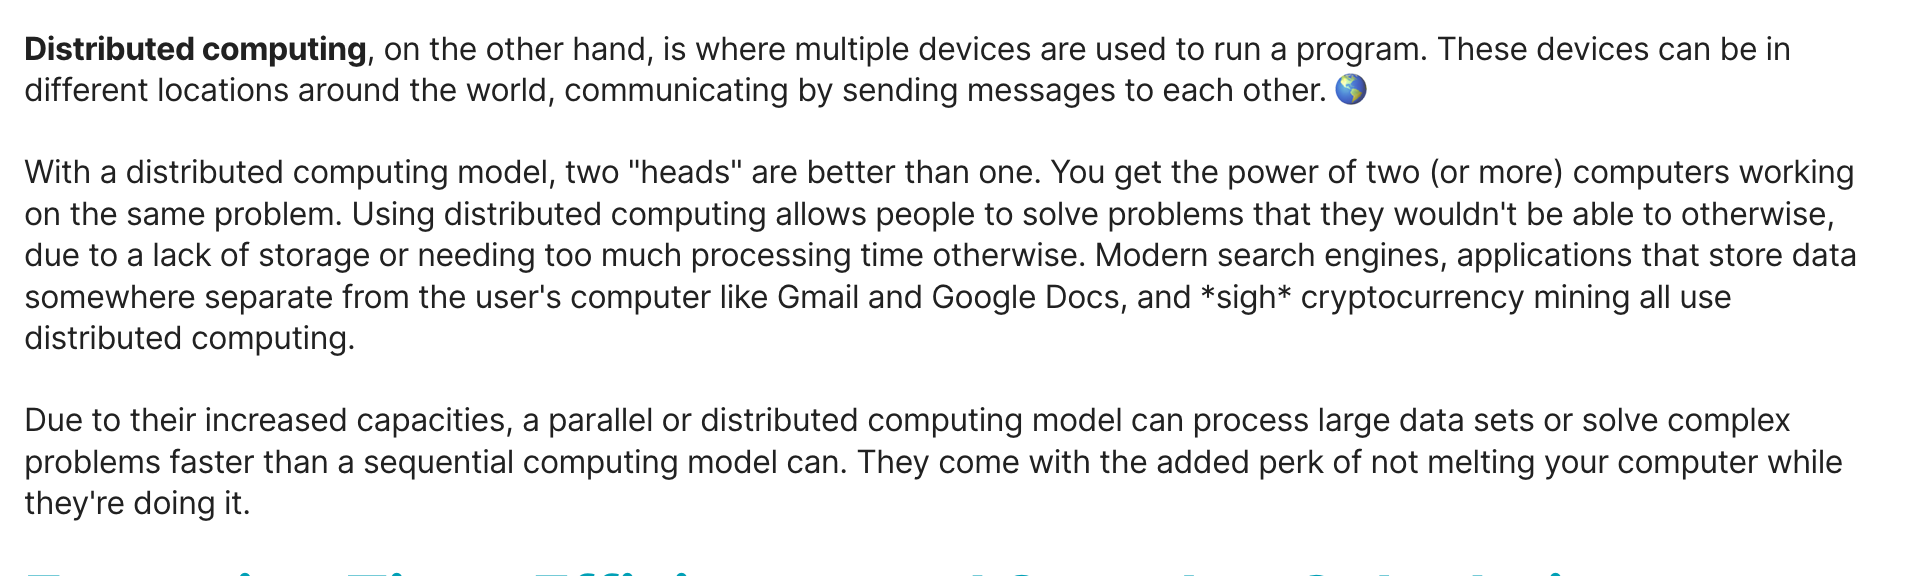 Distributed computing, on the other hand, is where multiple devices are used to run a program. These devices can be in
different locations around the world, communicating by sending messages to each other. 🌎
With a distributed computing model, two "heads" are better than one. You get the power of two (or more) computers working
on the same problem. Using distributed computing allows people to solve problems that they wouldn't be able to otherwise,
due to a lack of storage or needing too much processing time otherwise. Modern search engines, applications that store data
somewhere separate from the user's computer like Gmail and Google Docs, and *sigh* cryptocurrency mining all use
distributed computing.
Due to their increased capacities, a parallel or distributed computing model can process large data sets or solve complex
problems faster than a sequential computing model can. They come with the added perk of not melting your computer while
they're doing it.